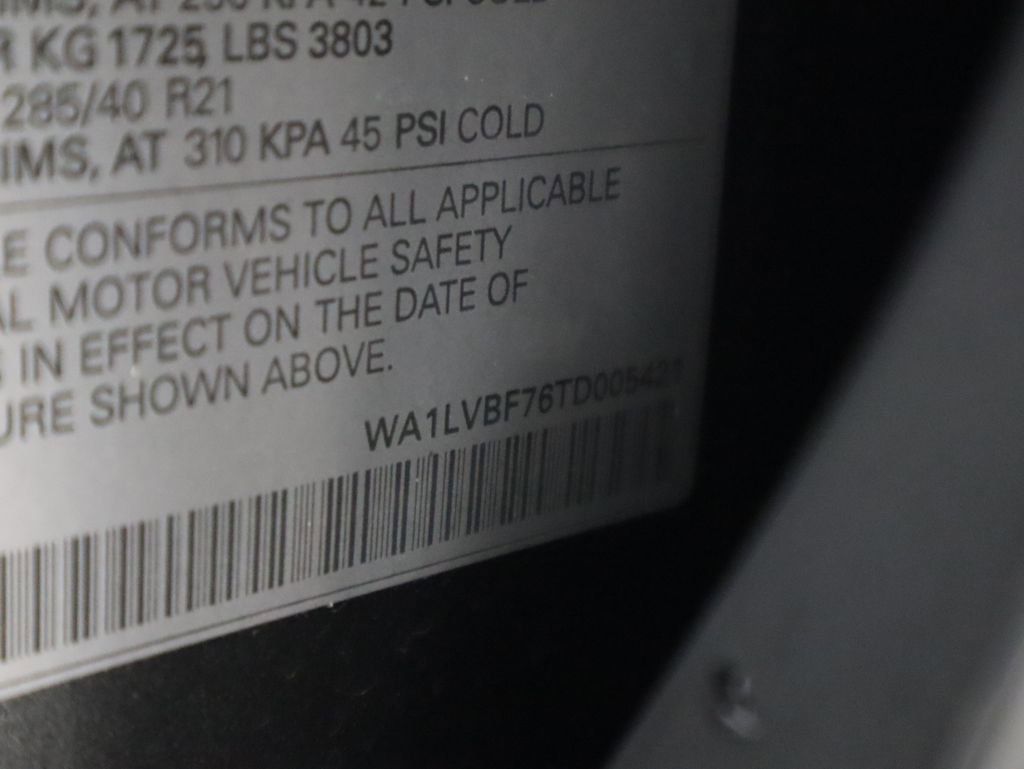 KG 1725, LBS 3803
285/40 R21
IMS, AT 310 KPA 45 PSI COLD
E CONFORMS TO ALL APPLICABLE
AL MOTOR VEHICLE SAFETY
IN EFFECT ON THE DATE OF
URE SHOWN ABOVE.
WA1LVBF76TD005421